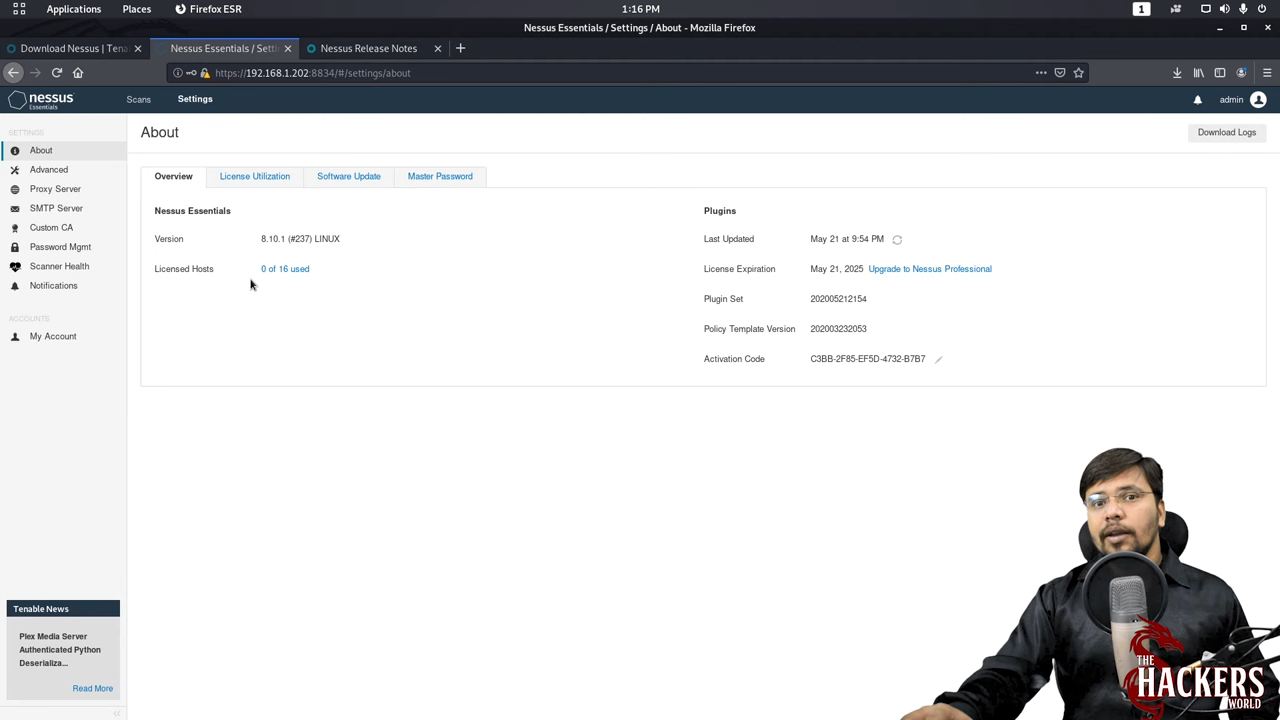 Applications Places Firefox ESR 1:16 PM 1
Nessus Essentials / Settings / About - Mozilla Firefox
Download Nessus | Tena Nessus Essentials / Setti Nessus Release Notes
https://192.168.1.202:8834/#/settings/about
nessus Essentials Scans Settings admin
SETTINGS
About
Advanced
Proxy Server
SMTP Server
Custom CA
Password Mgmt
Scanner Health
Notifications
ACCOUNTS
My Account
Tenable News
Plex Media Server
Authenticated Python
Deserializa...
Read More
About
Download Logs
Overview License Utilization Software Update Master Password
Nessus Essentials
Version 8.10.1 (#237) LINUX
Licensed Hosts 0 of 16 used
Plugins
Last Updated May 21 at 9:54 PM
License Expiration May 21, 2025 Upgrade to Nessus Professional
Plugin Set 202005212154
Policy Template Version 202003232053
Activation Code C3BB-2F85-EF5D-4732-B7B7
THE
HACKERS
WORLD